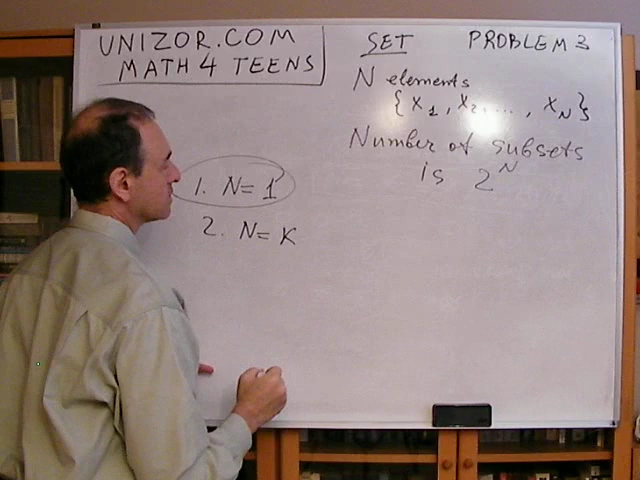 UNIZOR.COM
MATH 4 TEENS
SET PROBLEM 3
N elements
{x1, x2, ..., xN}
Number of subsets
is 2^N
1. N=1
2. N=K